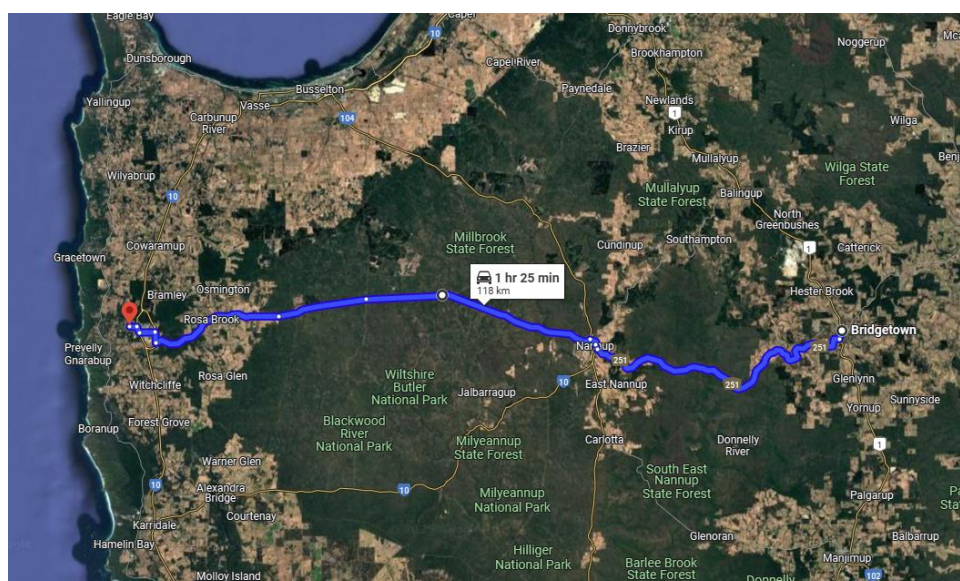 Eagle Bay
Capel
Donnybrook
Noggerup
10
Brookhampton
Dunsborough
Capel River
Paynedale
Yallingup
Busselton
Newlands
Vasse
1
Carbunup
River
104
Kirup
Wilga
Brazier
Mullalyup
Wilyabrup
Wilga State
Forest
Mullalyup
State Forest
Balingup
10
North
Greenbushes
Cowaramup
Millbrook
State Forest
Cundinup
Southampton
1
Catterick
Gracetown
1 hr 25 min
118 km
Bramley
Osmington
Hester Brook
Rosa Brook
Bridgetown
Prevelly
Gnarabup
Nannup
251
251
Rosa Glen
Wiltshire
Butler
National Park
10
East Nannup
251
Glenlynn
Witchcliffe
Jalbarragup
Sunnyside
Yornup
Forest Grove
Blackwood
River
National Park
Boranup
Milyeannup
State Forest
Carlotta
Donnelly
River
1
Warner Glen
South East
Nannup
State Forest
Alexandra
Bridge
10
10
Milyeannup
National Park
Palgarup
Courtenay
Karridale
Glenoran
Balbarrup
Hamelin Bay
Hilliger
National Park
Barlee Brook
State Forest
Manjimup
Molloy Island
Donnelly
102